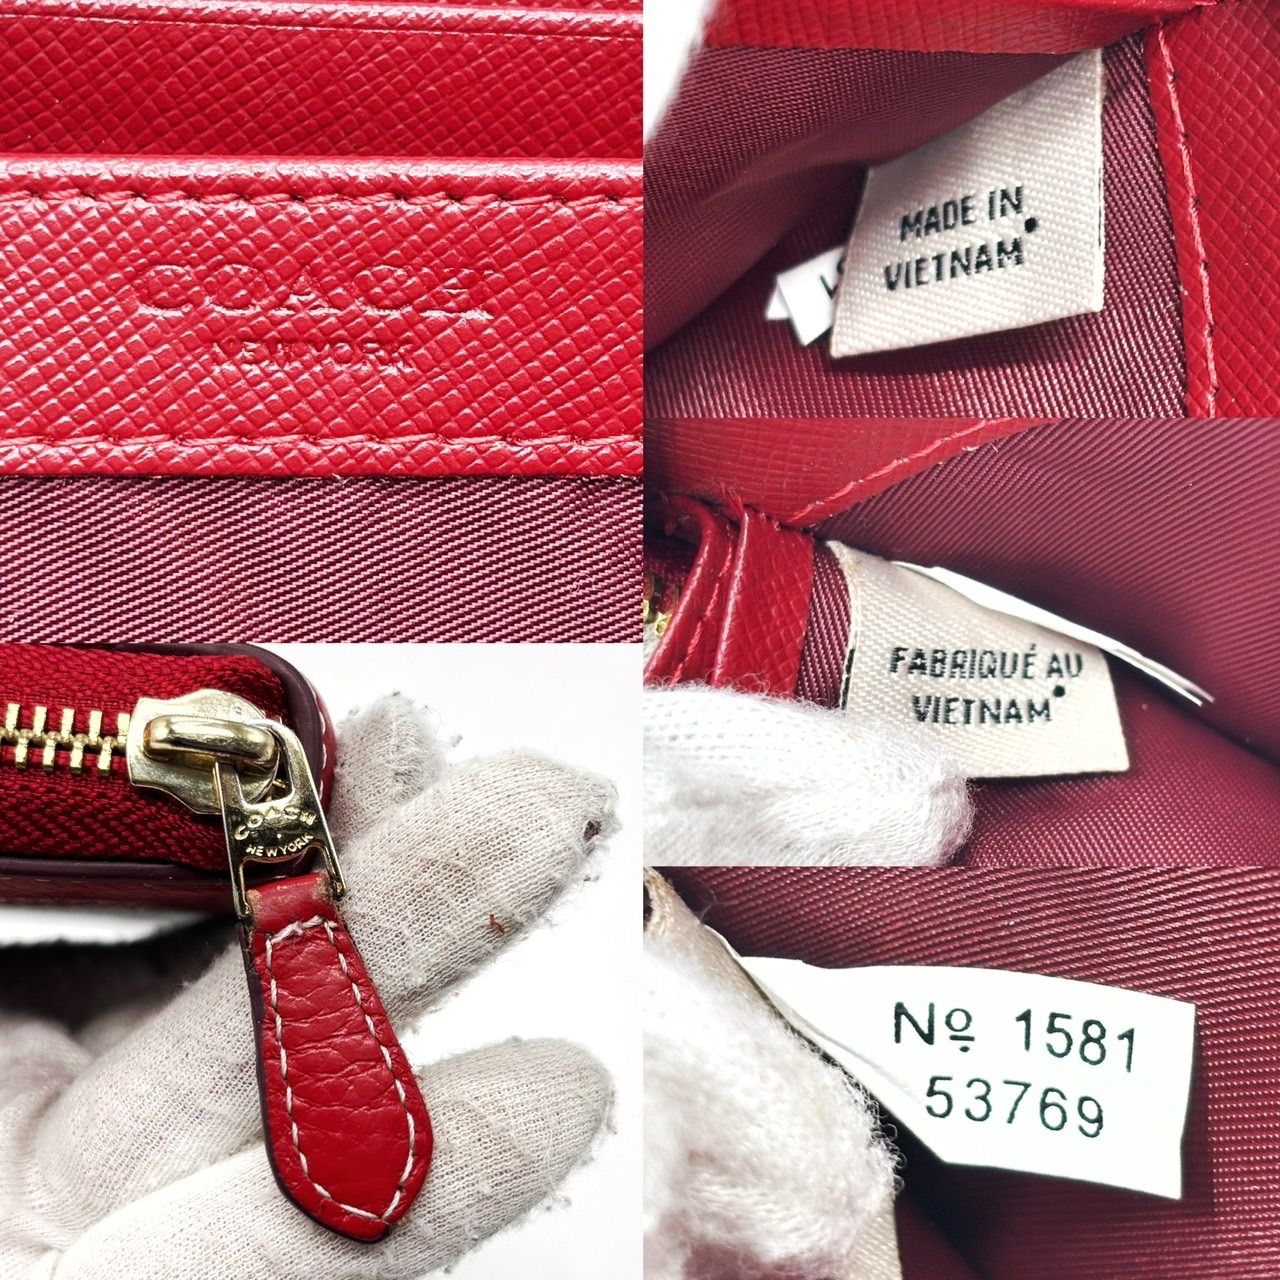 COACH
NEW YORK
MADE IN
VIETNAM
COACH
NEW YORK
FABRIQUÉ AU
VIETNAM
Nº 1581
53769